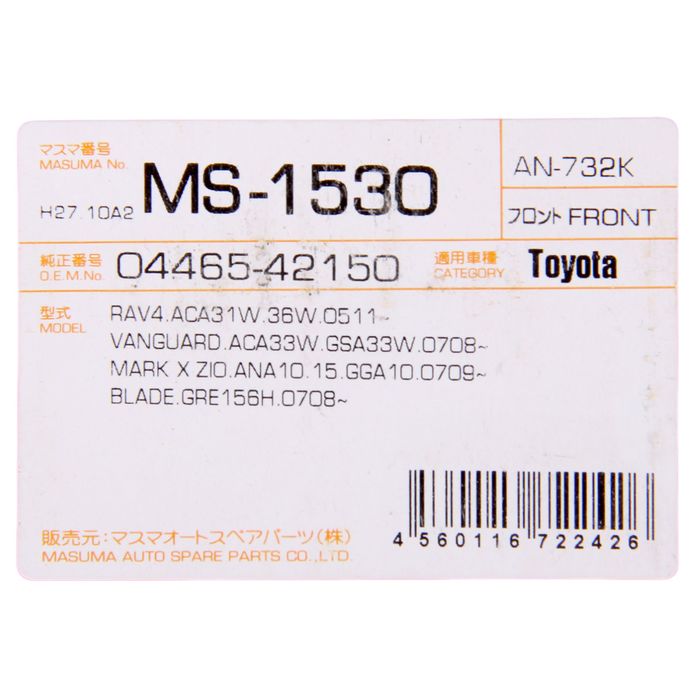 マスマ番号
MASUMA No.
MS-1530
AN-732K
H27.10A2
フロント FRONT
純正番号
O.E.M.No.
04465-42150
適用車種
CATEGORY
Toyota
型式
MODEL
RAV4.ACA31W.36W.0511~
VANGUARD.ACA33W.GSA33W.0708~
MARK X ZIO.ANA10.15.GGA10.0709~
BLADE.GRE156H.0708~
販売元:マスマオートスペアパーツ(株)
MASUMA AUTO SPARE PARTS CO.,LTD.
4 560116 722426